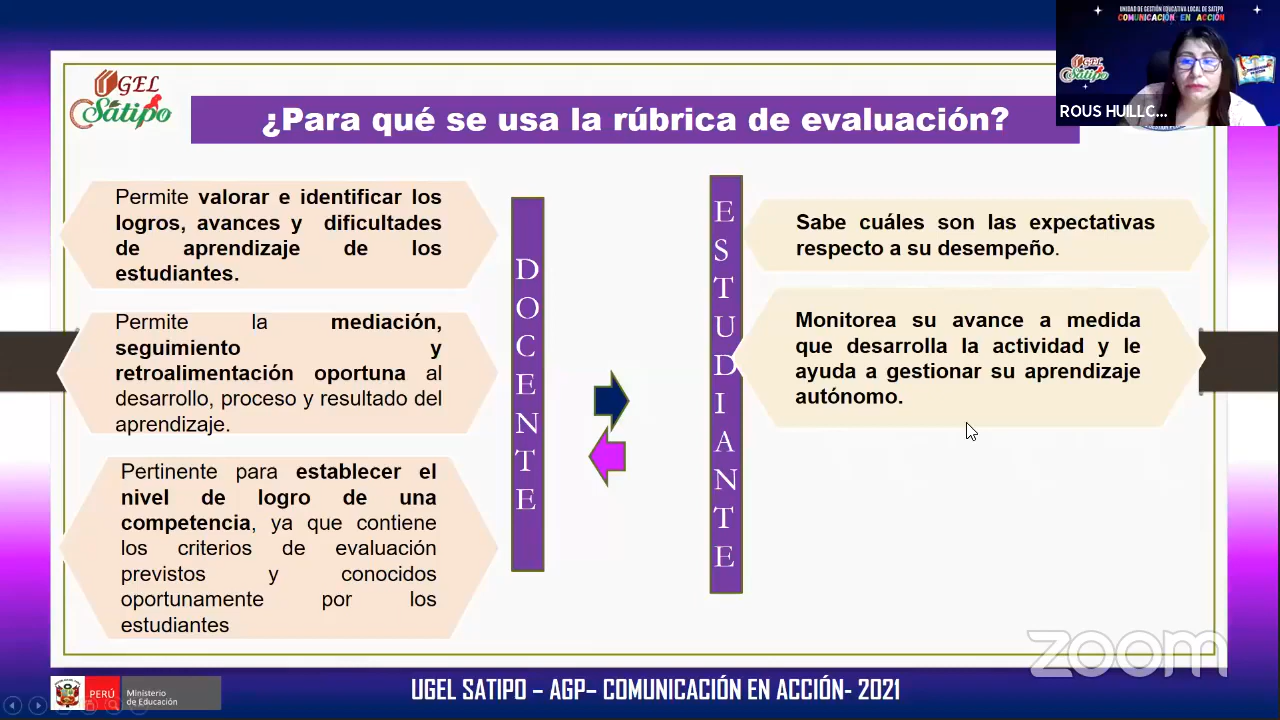 UNIDAD DE GESTIÓN EDUCATIVA LOCAL DE SATIPO
COMUNICACIÓN EN ACCIÓN
UGEL
Satipo
ROUS HUILLC...
UGEL
Satipo
¿Para qué se usa la rúbrica de evaluación?
Permite valorar e identificar los
logros, avances y dificultades
de aprendizaje de los
estudiantes.
Permite la mediación,
seguimiento y
retroalimentación oportuna al
desarrollo, proceso y resultado del
aprendizaje.
Pertinente para establecer el
nivel de logro de una
competencia, ya que contiene
los criterios de evaluación
previstos y conocidos
oportunamente por los
estudiantes
DOCENTE
ESTUDIANTE
Sabe cuáles son las expectativas
respecto a su desempeño.
Monitorea su avance a medida
que desarrolla la actividad y le
ayuda a gestionar su aprendizaje
autónomo.
zoom
PERÚ
Ministerio
de Educación
UGEL SATIPO – AGP– COMUNICACIÓN EN ACCIÓN- 2021